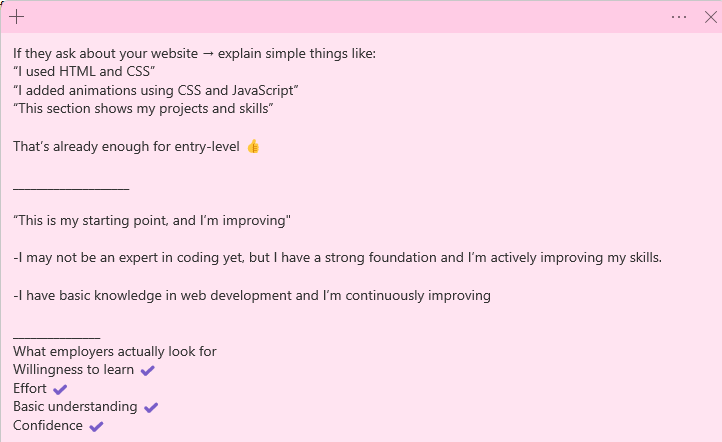 If they ask about your website → explain simple things like:
“I used HTML and CSS”
“I added animations using CSS and JavaScript”
“This section shows my projects and skills”
That’s already enough for entry-level 👍
____________________
“This is my starting point, and I’m improving"
-I may not be an expert in coding yet, but I have a strong foundation and I’m actively improving my skills.
-I have basic knowledge in web development and I’m continuously improving
_______________
What employers actually look for
Willingness to learn ✔
Effort ✔
Basic understanding ✔
Confidence ✔